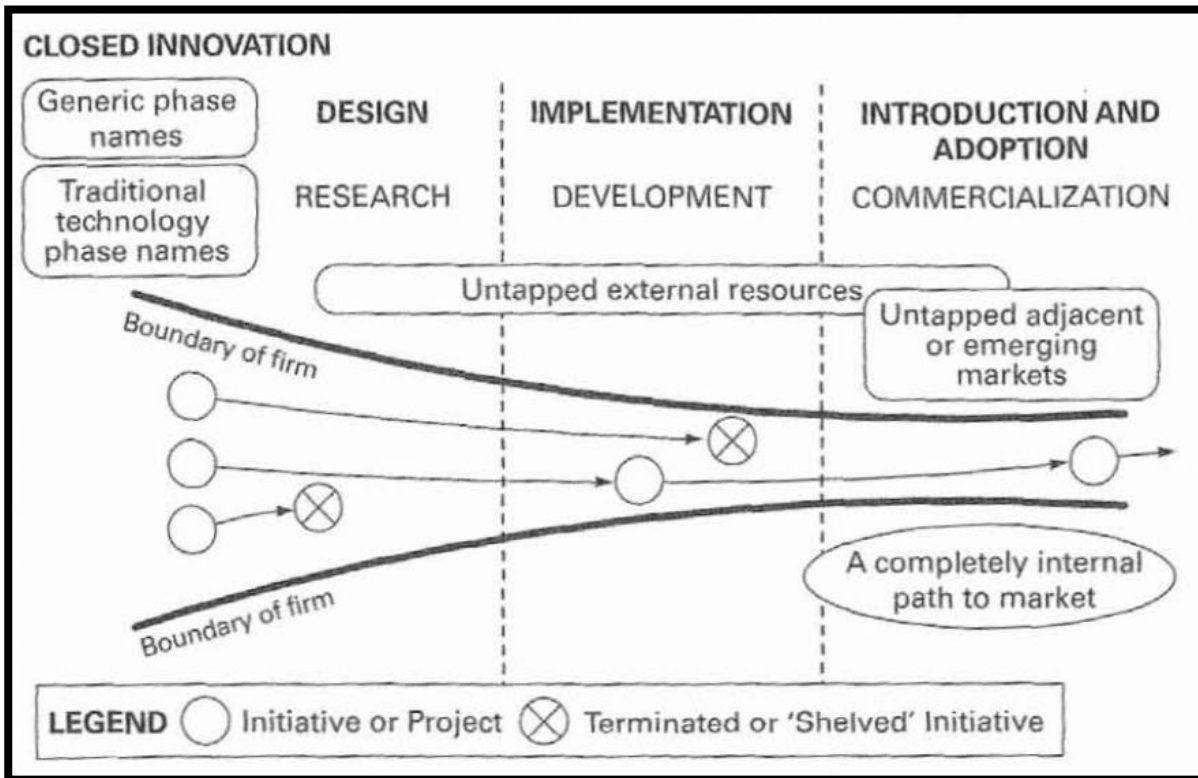 CLOSED INNOVATION
Generic phase
names
DESIGN
IMPLEMENTATION
INTRODUCTION AND
ADOPTION
Traditional
technology
phase names
RESEARCH
DEVELOPMENT
COMMERCIALIZATION
Untapped external resources
Untapped adjacent
or emerging
markets
Boundary of firm
A completely internal
path to market
Boundary of firm
LEGEND Initiative or Project Terminated or 'Shelved' Initiative